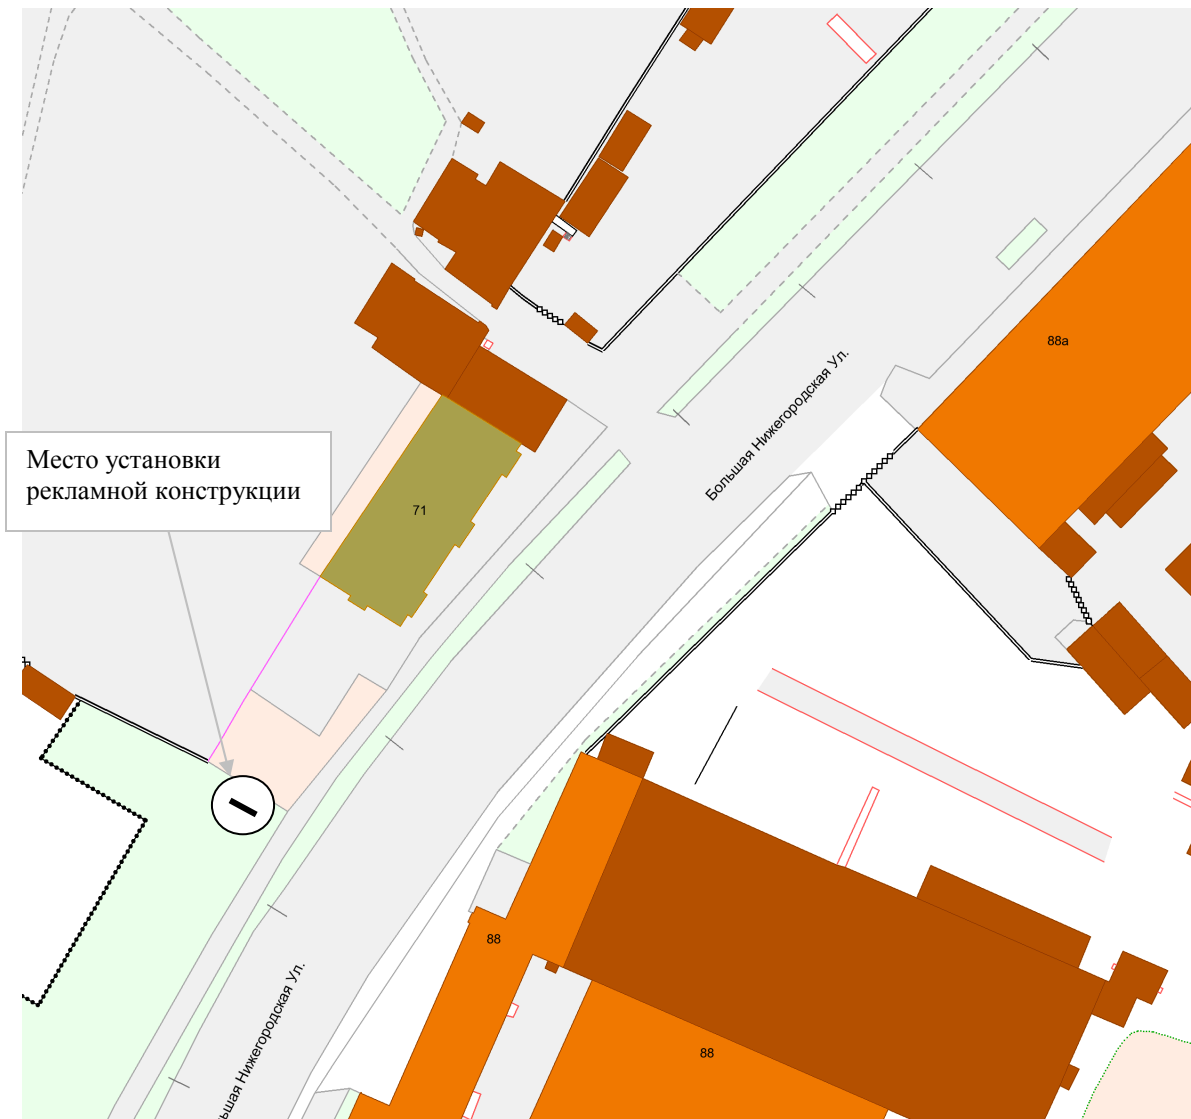 88а
Большая Нижегородская Ул.
Место установки
рекламной конструкции
71
88
ьшая Нижегородская Ул.
88